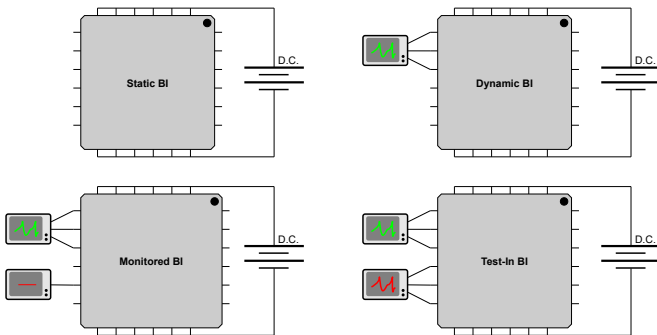 D.C.
Static BI
D.C.
Dynamic BI
D.C.
Monitored BI
D.C.
Test-In BI